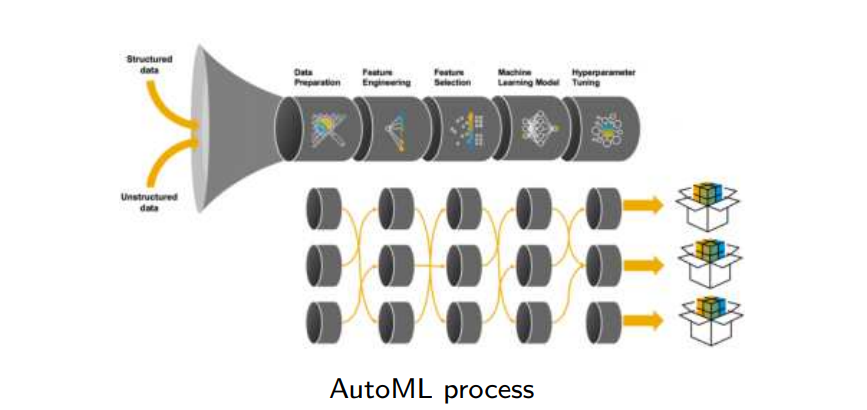 Structured
data
Data
Preparation
Feature
Engineering
Feature
Selection
Machine
Learning Model
Hyperparameter
Tuning
Unstructured
data
AutoML process